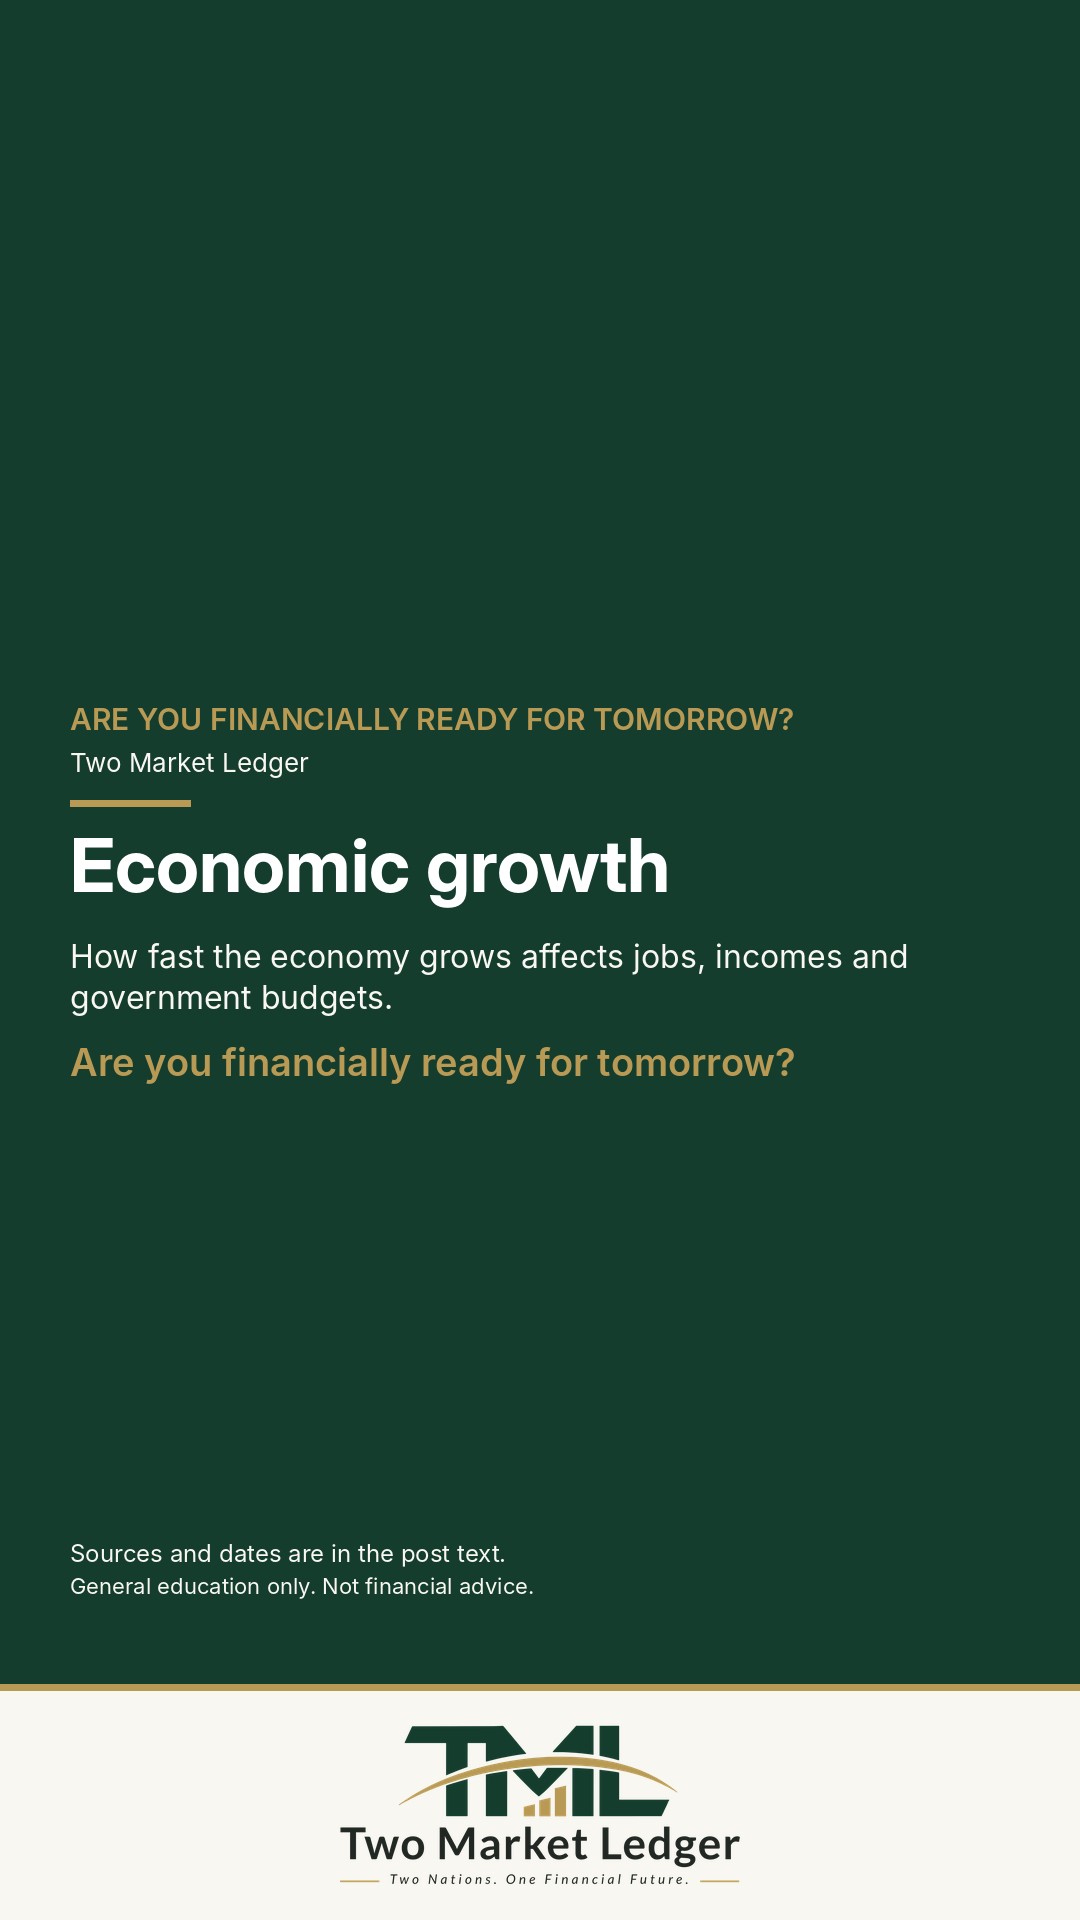 ARE YOU FINANCIALLY READY FOR TOMORROW?
Two Market Ledger
Economic growth
How fast the economy grows affects jobs, incomes and
government budgets.
Are you financially ready for tomorrow?
Sources and dates are in the post text.
General education only. Not financial advice.
TML
Two Market Ledger
Two Nations. One Financial Future.